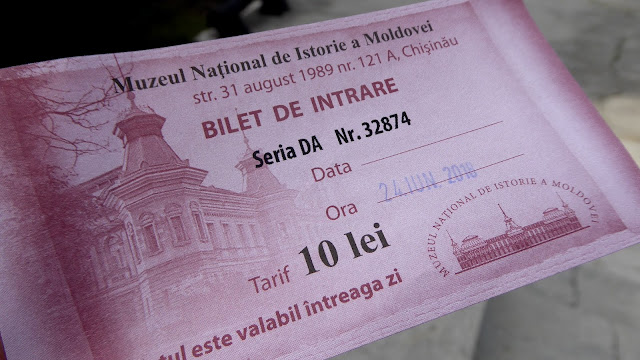 Muzeul Național de Istorie a Moldovei
str. 31 august 1989 nr. 121 A, Chișinău
BILET DE INTRARE
Seria DA Nr. 32874
Data
24 IUN. 2018
Ora
Tarif 10 lei
tul este valabil întreaga zi
MUZEUL NAȚIONAL DE ISTORIE A MOLDOVEI